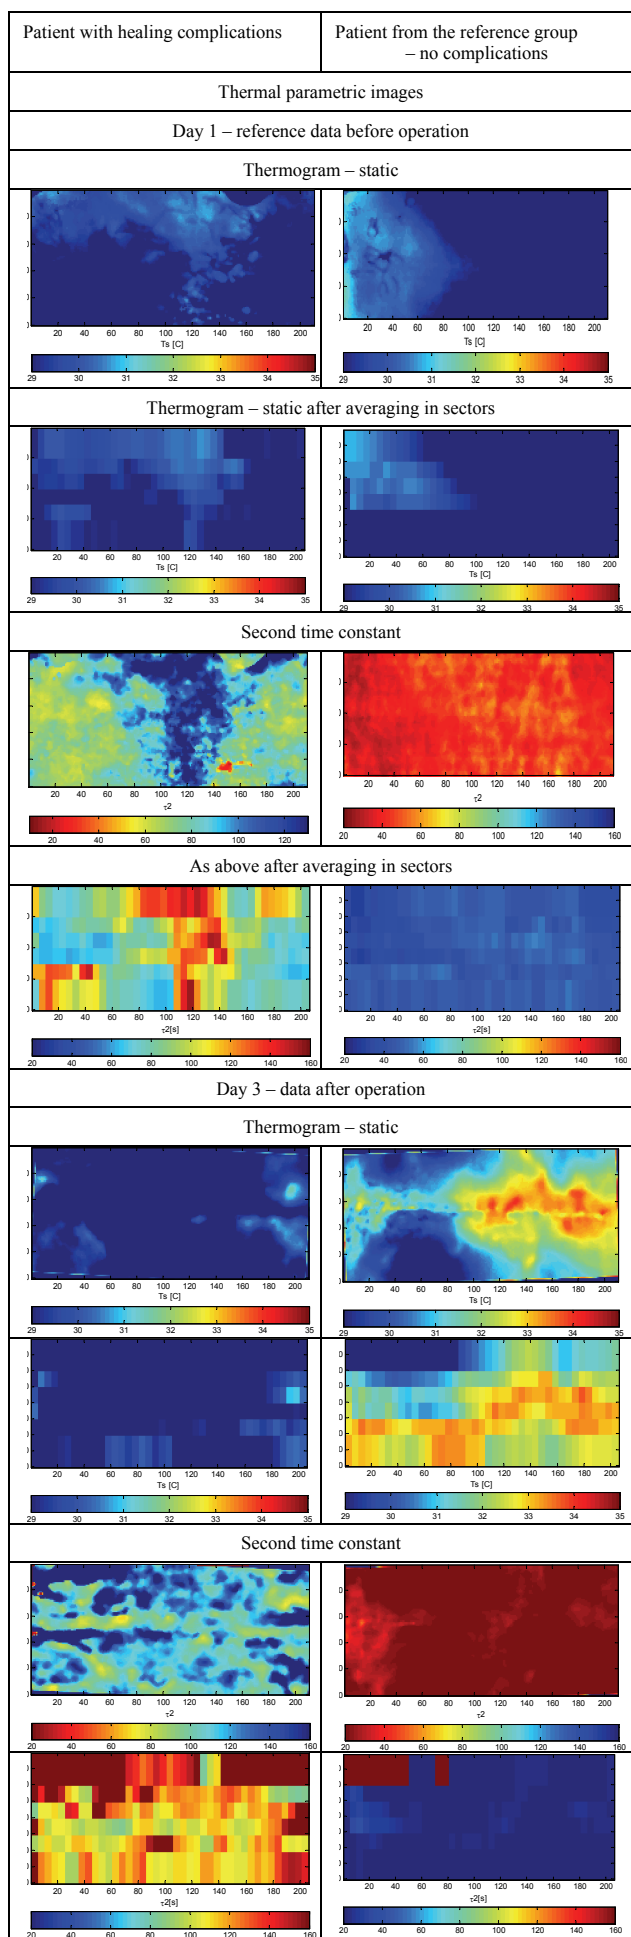 Patient with healing complications
Patient from the reference group
– no complications
Thermal parametric images
Day 1 – reference data before operation
Thermogram – static
20 40 60 80 100 120 140 160 180 200
Ts [C]
29 30 31 32 33 34 35
20 40 60 80 100 120 140 160 180 200
Ts [C]
29 30 31 32 33 34 35
Thermogram – static after averaging in sectors
20 40 60 80 100 120 140 160 180 200
Ts [C]
29 30 31 32 33 34 35
20 40 60 80 100 120 140 160 180 200
Ts [C]
29 30 31 32 33 34 35
Second time constant
20 40 60 80 100 120 140 160 180 200
τ2
20 40 60 80 100 120
20 40 60 80 100 120 140 160 180 200
τ2
20 40 60 80 100 120 140 160
As above after averaging in sectors
20 40 60 80 100 120 140 160 180 200
τ2[s]
20 40 60 80 100 120 140 160
20 40 60 80 100 120 140 160 180 200
τ2[s]
20 40 60 80 100 120 140 160
Day 3 – data after operation
Thermogram – static
20 40 60 80 100 120 140 160 180 200
Ts [C]
29 30 31 32 33 34 35
20 40 60 80 100 120 140 160 180 200
Ts [C]
29 30 31 32 33 34 35
20 40 60 80 100 120 140 160 180 200
Ts [C]
29 30 31 32 33 34 35
20 40 60 80 100 120 140 160 180 200
Ts [C]
29 30 31 32 33 34 35
Second time constant
20 40 60 80 100 120 140 160 180 200
τ2
20 40 60 80 100 120 140 160
20 40 60 80 100 120 140 160 180 200
τ2
20 40 60 80 100 120 140 160
20 40 60 80 100 120 140 160 180 200
τ2[s]
20 40 60 80 100 120 140 160
20 40 60 80 100 120 140 160 180 200
τ2[s]
20 40 60 80 100 120 140 160